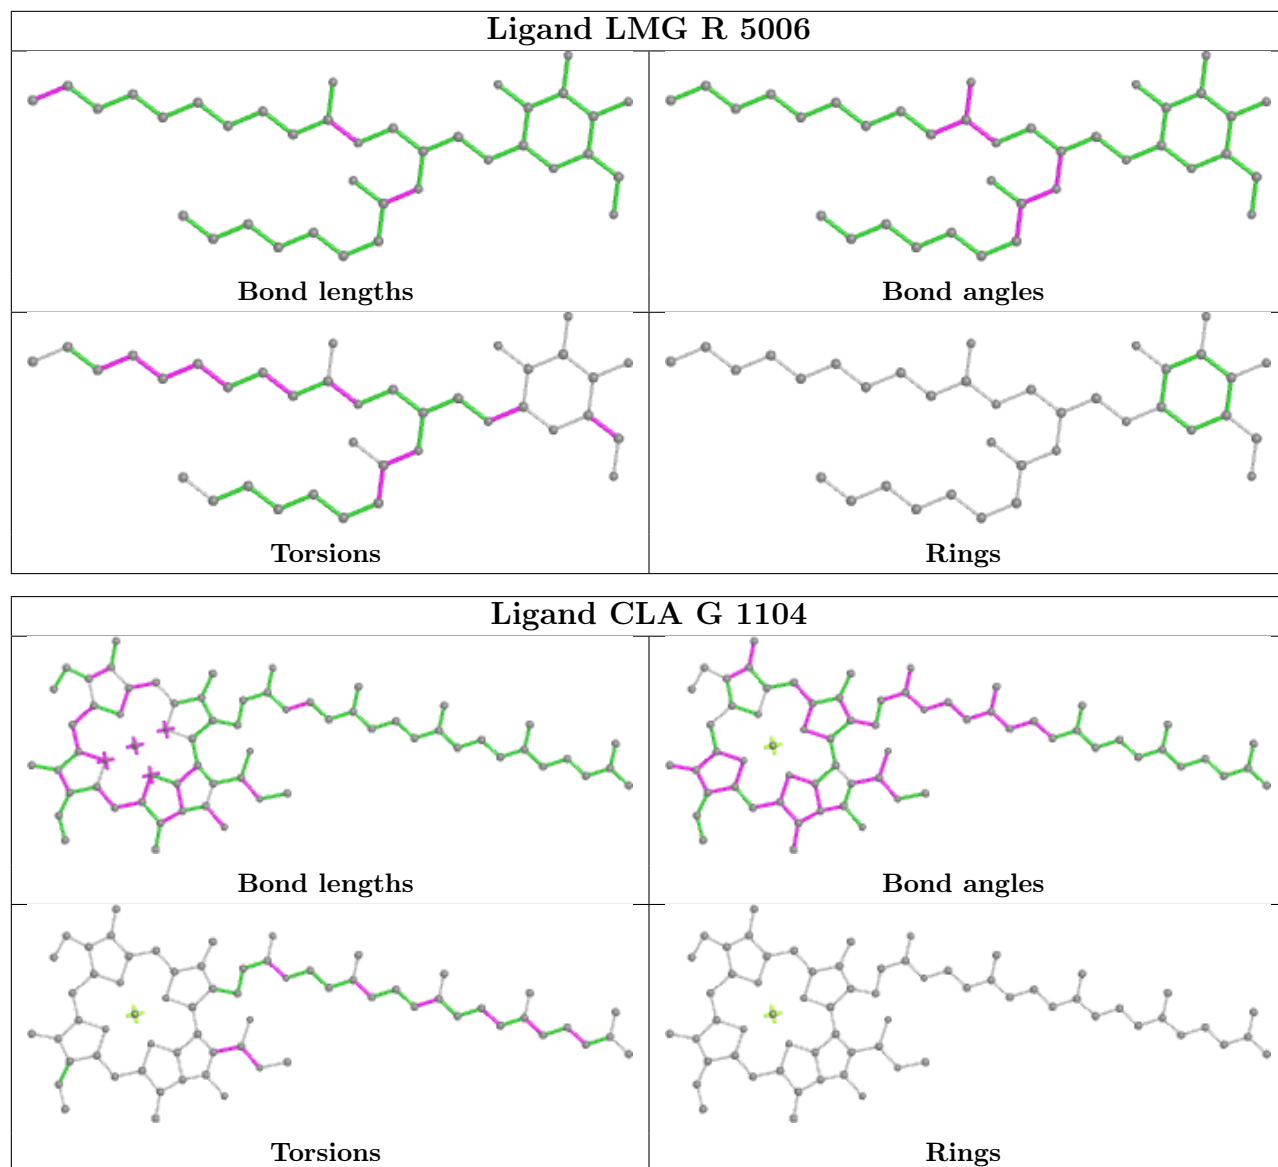 Ligand LMG R 5006
Bond lengths
Bond angles
Torsions
Rings
Ligand CLA G 1104
Bond lengths
Bond angles
Torsions
Rings